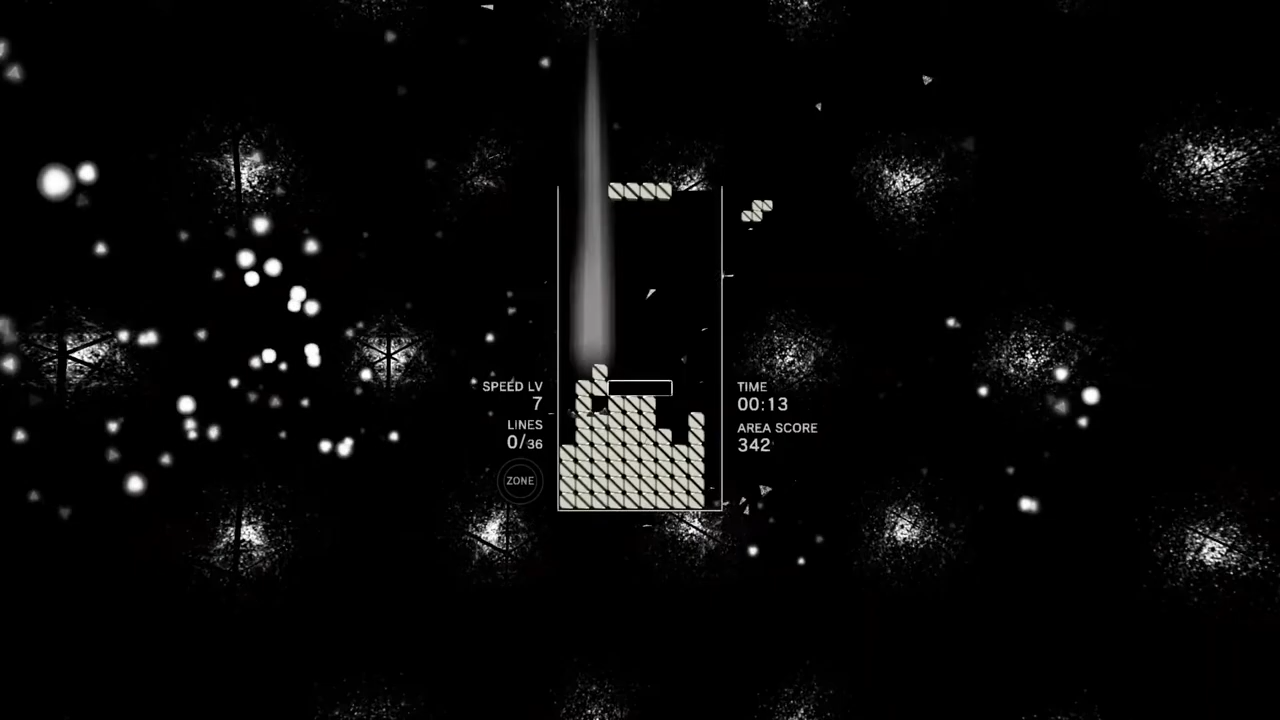 SPEED LV
7
LINES
0/36
ZONE
TIME
00:13
AREA SCORE
342